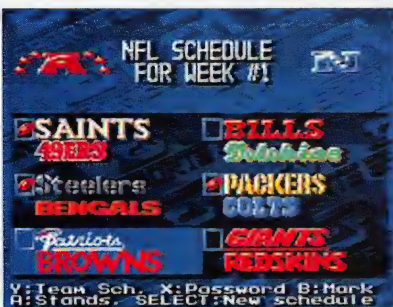 NFL SCHEDULE
FOR WEEK #1
SAINTS
49ERS
BILLS
Dolphins
Steelers
BENGALS
PACKERS
COLTS
Patriots
BROWNS
GIANTS
REDSKINS
Y:Team Sch. X:Password B:Mark
A:Stands. SELECT:New schedule